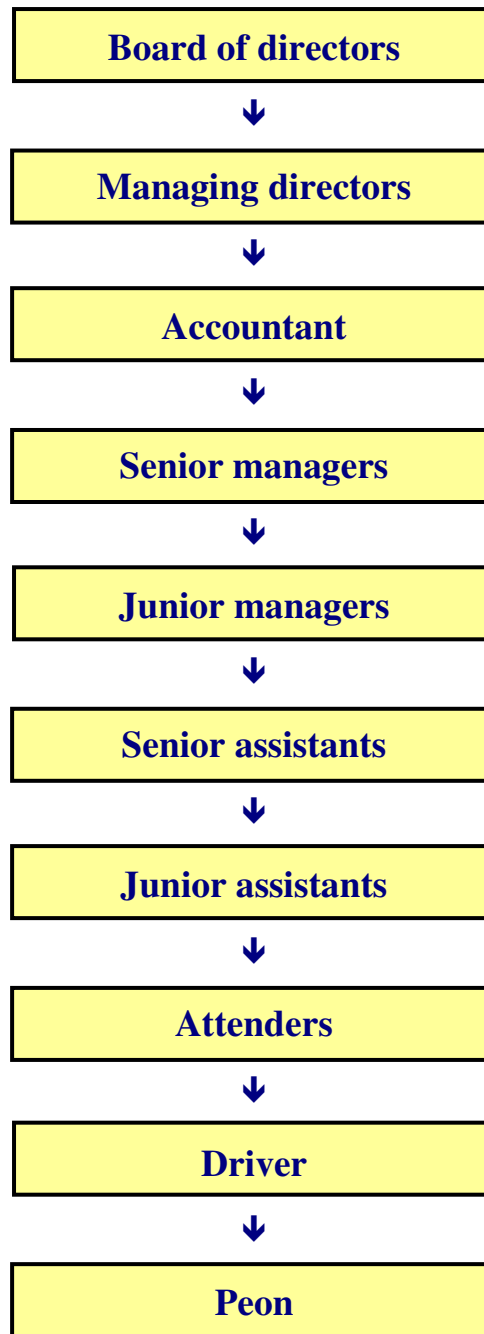 Board of directors
Managing directors
Accountant
Senior managers
Junior managers
Senior assistants
Junior assistants
Attenders
Driver
Peon